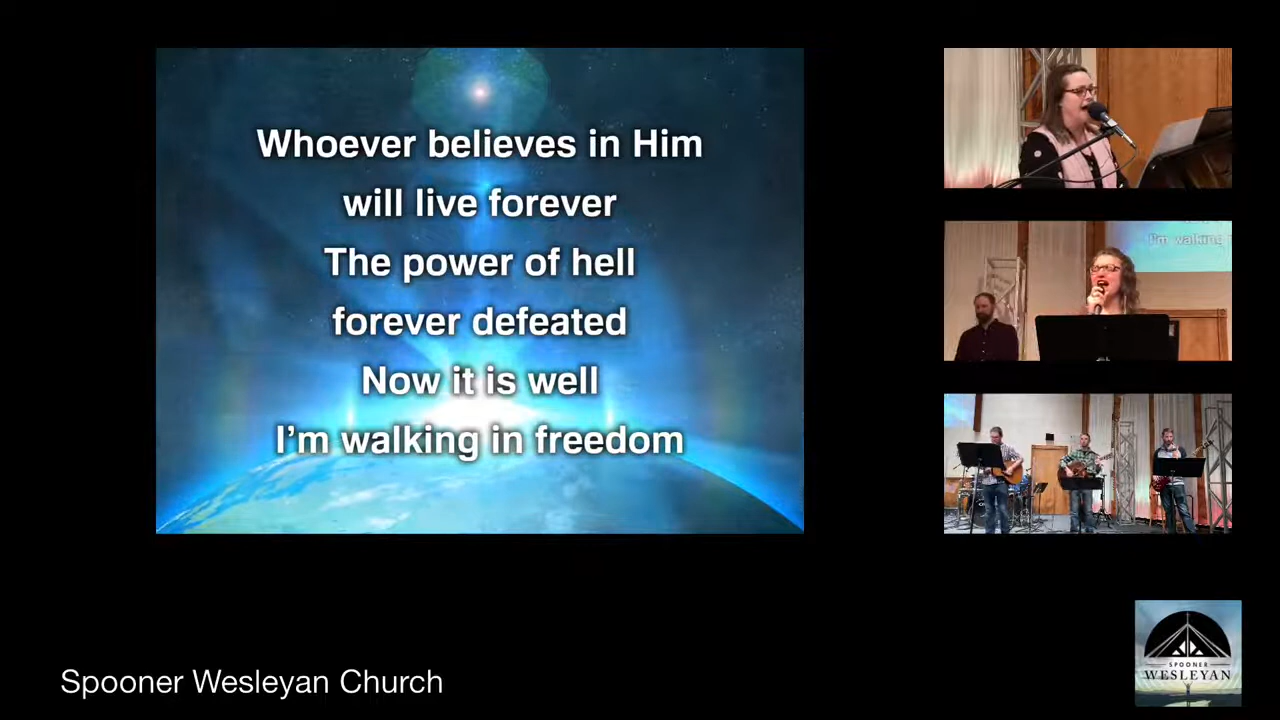 Whoever believes in Him
will live forever
The power of hell
forever defeated
Now it is well
I’m walking in freedom
I'm walking
Spooner Wesleyan Church
SPOONER
WESLEYAN